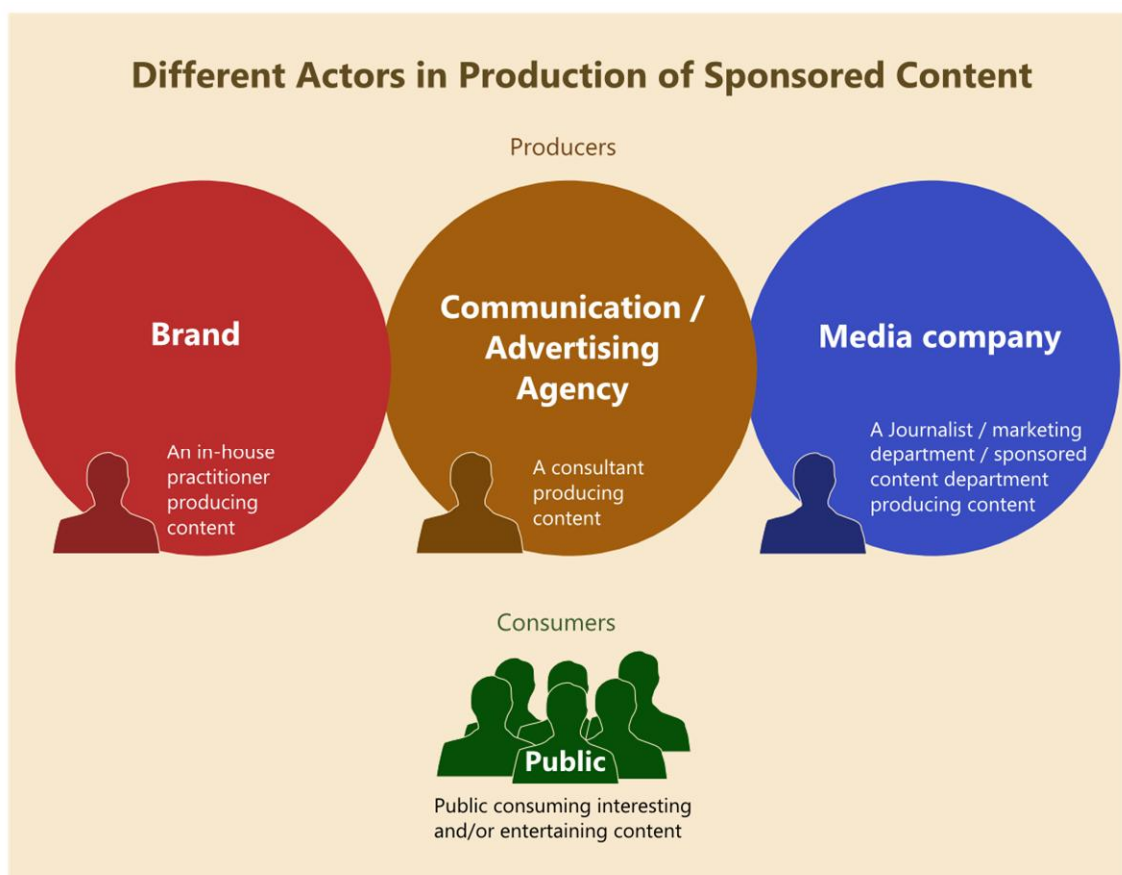 Different Actors in Production of Sponsored Content
Producers
Brand
An in-house
practitioner
producing
content
Communication /
Advertising
Agency
A consultant
producing
content
Media company
A Journalist / marketing
department / sponsored
content department
producing content
Consumers
Public
Public consuming interesting
and/or entertaining content